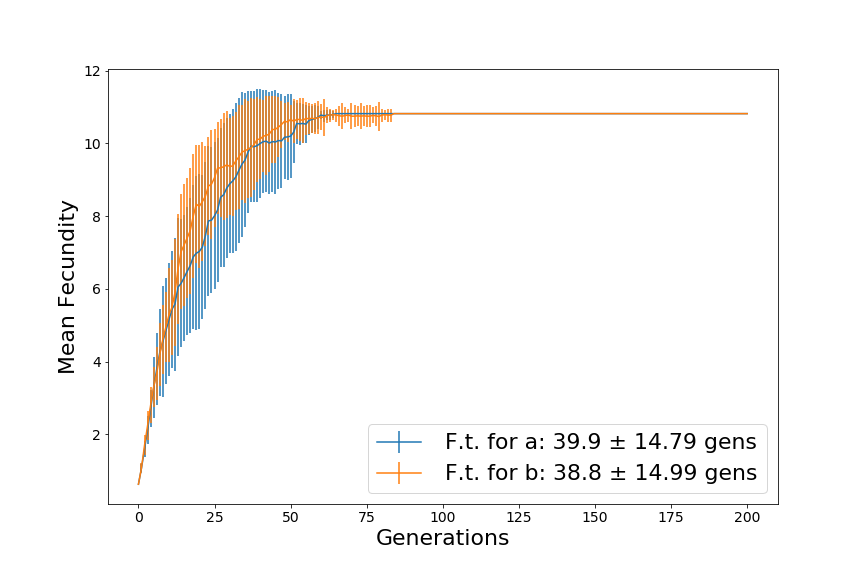 12
10
8
6
4
2
Mean Fecundity
F.t. for a: 39.9 ± 14.79 gens
F.t. for b: 38.8 ± 14.99 gens
0 25 50 75 100 125 150 175 200
Generations